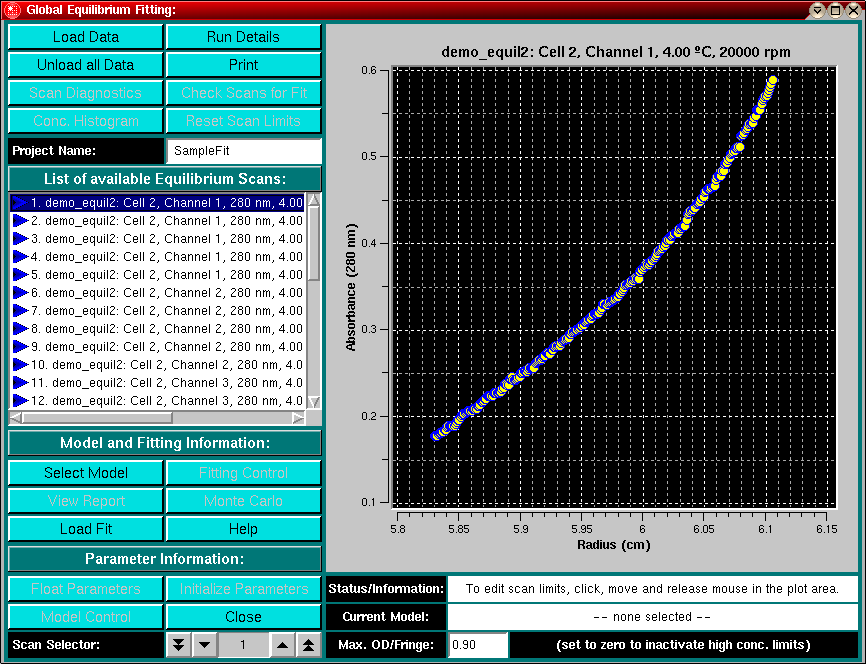 Global Equilibrium Fitting:
Load Data Run Details
Unload all Data Print
Scan Diagnostics Check Scans for Fit
Conc. Histogram Reset Scan Limits
Project Name: SampleFit
List of available Equilibrium Scans:
1. demo_equil2: Cell 2, Channel 1, 280 nm, 4.00
2. demo_equil2: Cell 2, Channel 1, 280 nm, 4.00
3. demo_equil2: Cell 2, Channel 1, 280 nm, 4.00
4. demo_equil2: Cell 2, Channel 1, 280 nm, 4.00
5. demo_equil2: Cell 2, Channel 1, 280 nm, 4.00
6. demo_equil2: Cell 2, Channel 2, 280 nm, 4.00
7. demo_equil2: Cell 2, Channel 2, 280 nm, 4.00
8. demo_equil2: Cell 2, Channel 2, 280 nm, 4.00
9. demo_equil2: Cell 2, Channel 2, 280 nm, 4.00
10. demo_equil2: Cell 2, Channel 2, 280 nm, 4.0
11. demo_equil2: Cell 2, Channel 3, 280 nm, 4.0
12. demo_equil2: Cell 2, Channel 3, 280 nm, 4.0
Model and Fitting Information:
Select Model Fitting Control
View Report Monte Carlo
Load Fit Help
Parameter Information:
Float Parameters Initialize Parameters
Model Control Close
Scan Selector: 1
demo_equil2: Cell 2, Channel 1, 4.00 ºC, 20000 rpm
0.6
0.5
0.4
0.3
0.2
0.1
Absorbance (280 nm)
5.8 5.85 5.9 5.95 6 6.05 6.1 6.15
Radius (cm)
Status/Information: To edit scan limits, click, move and release mouse in the plot area.
Current Model: -- none selected --
Max. OD/Fringe: 0.90 (set to zero to inactivate high conc. limits)